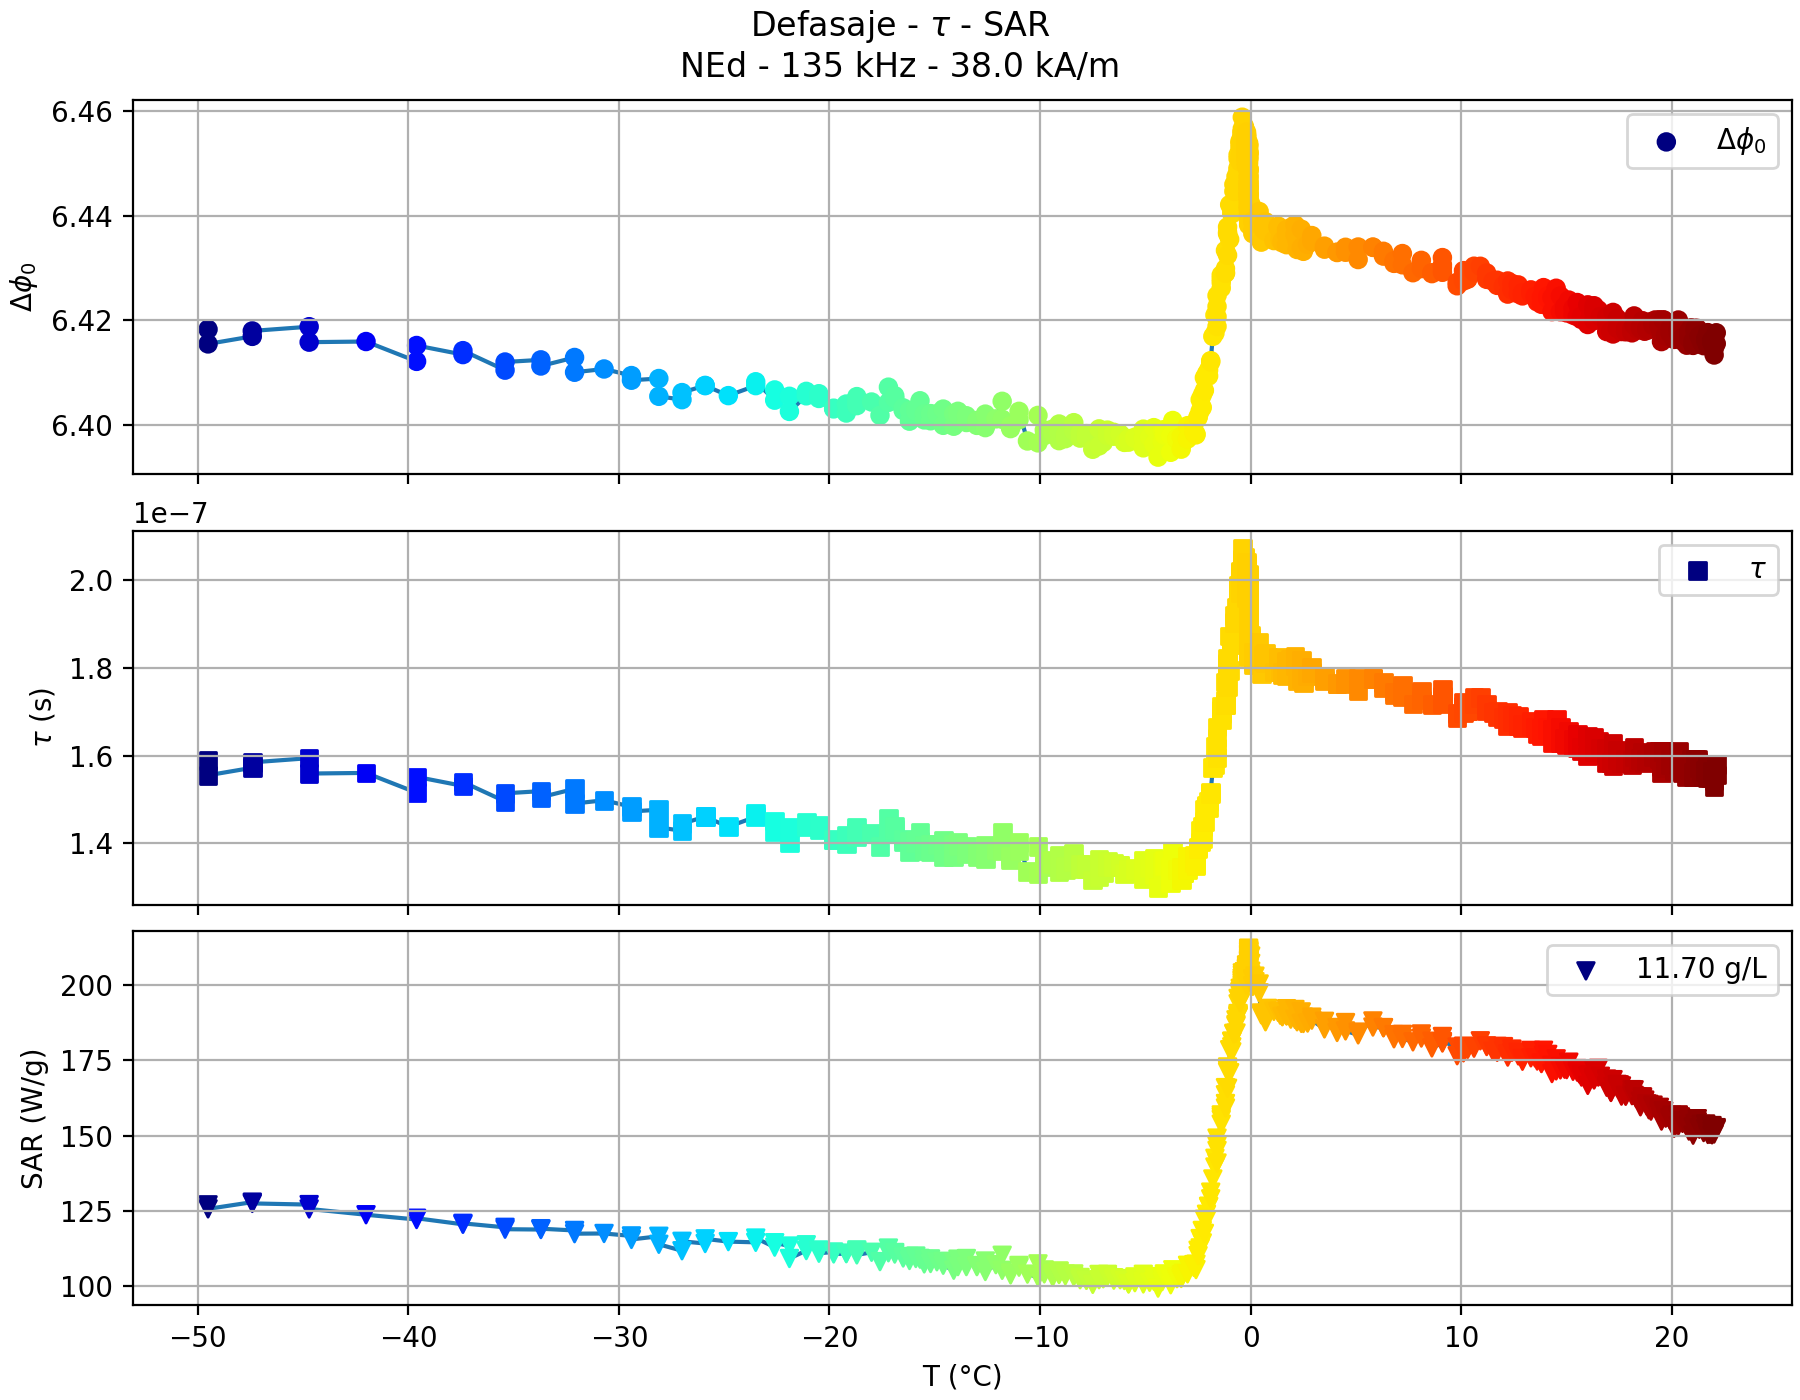 Defasaje - τ - SAR
NEd - 135 kHz - 38.0 kA/m
6.46
6.44
6.42
6.40
Δϕ₀
Δϕ₀
1e−7
2.0
1.8
1.6
1.4
τ (s)
τ
200
175
150
125
100
SAR (W/g)
11.70 g/L
−50 −40 −30 −20 −10 0 10 20
T (°C)